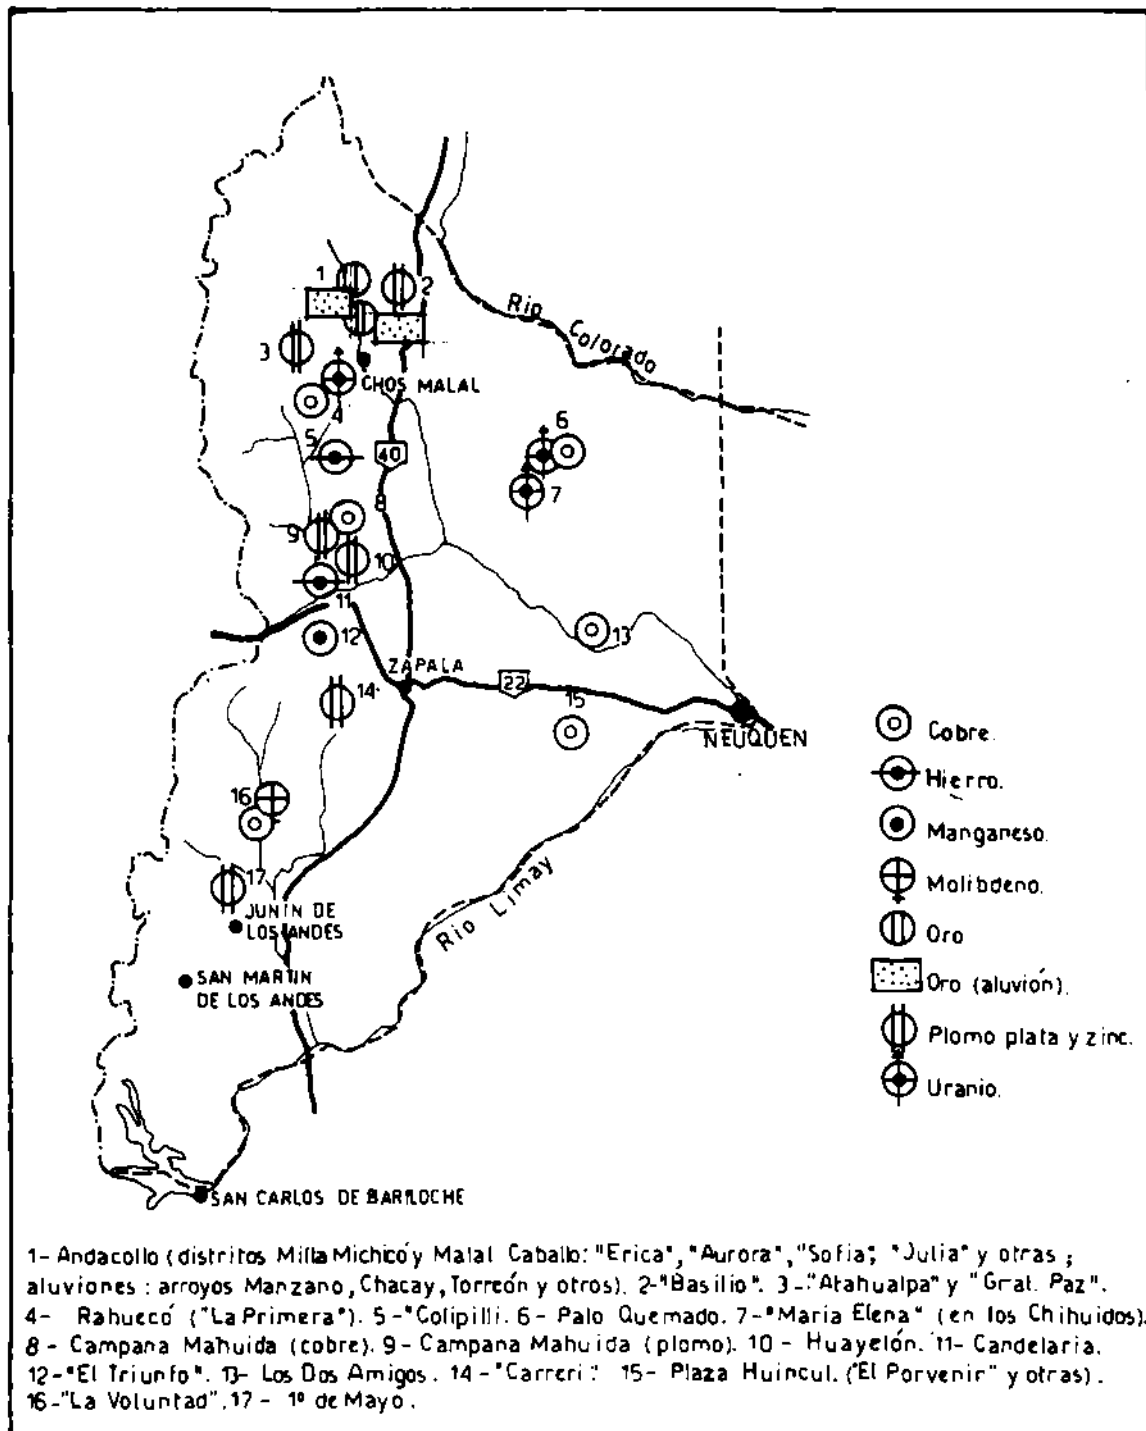 Rio Colorado
1
2
3
CHOS MALAL
4
5
6
40
7
8
9
10
11
12
13
ZAPALA
14
22
15
NEUQUEN
16
17
JUNIN DE
LOS ANDES
Rio Limay
SAN MARTIN
DE LOS ANDES
SAN CARLOS DE BARILOCHE
Cobre.
Hierro.
Manganeso.
Molibdeno.
Oro
Oro (aluvión).
Plomo plata y zinc.
Uranio.
1- Andacollo (distritos Milla Michicó y Malal Caballo: "Erica", "Aurora", "Sofia", "Julia" y otras ;
aluviones : arroyos Manzano, Chacay, Torreón y otros). 2-"Basilio". 3 -"Atahualpa" y "Gral. Paz".
4- Rahuecó ("La Primera"). 5 -"Colipilli. 6 - Palo Quemado. 7-"Maria Elena" (en los Chihuidos).
8 - Campana Mahuida (cobre). 9 - Campana Mahuida (plomo). 10 - Huayelón. 11- Candelaria.
12-"El Triunfo". 13- Los Dos Amigos. 14 -"Carreri". 15- Plaza Huincul. ("El Porvenir" y otras).
16-"La Voluntad". 17 - 1º de Mayo.